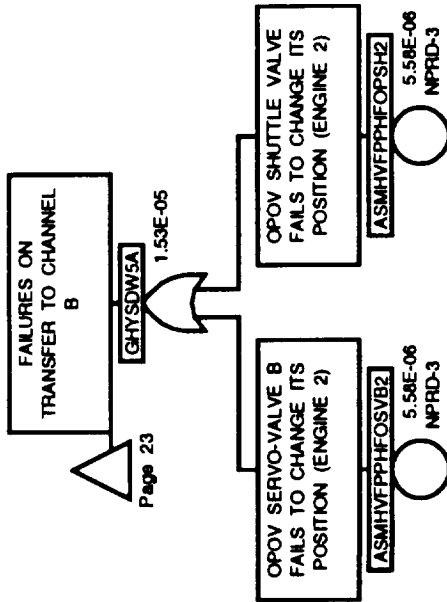 FAILURES ON
TRANSFER TO CHANNEL
B
GHYSDW5A
1.53E-05
Page 23
OPOV SERVO-VALVE B
FAILS TO CHANGE ITS
POSITION (ENGINE 2)
ASMHVFPPHFOSVB2
5.58E-06
NPRD-3
OPOV SHUTTLE VALVE
FAILS TO CHANGE ITS
POSITION (ENGINE 2)
ASMHVFPPHFOPSH2
5.58E-06
NPRD-3